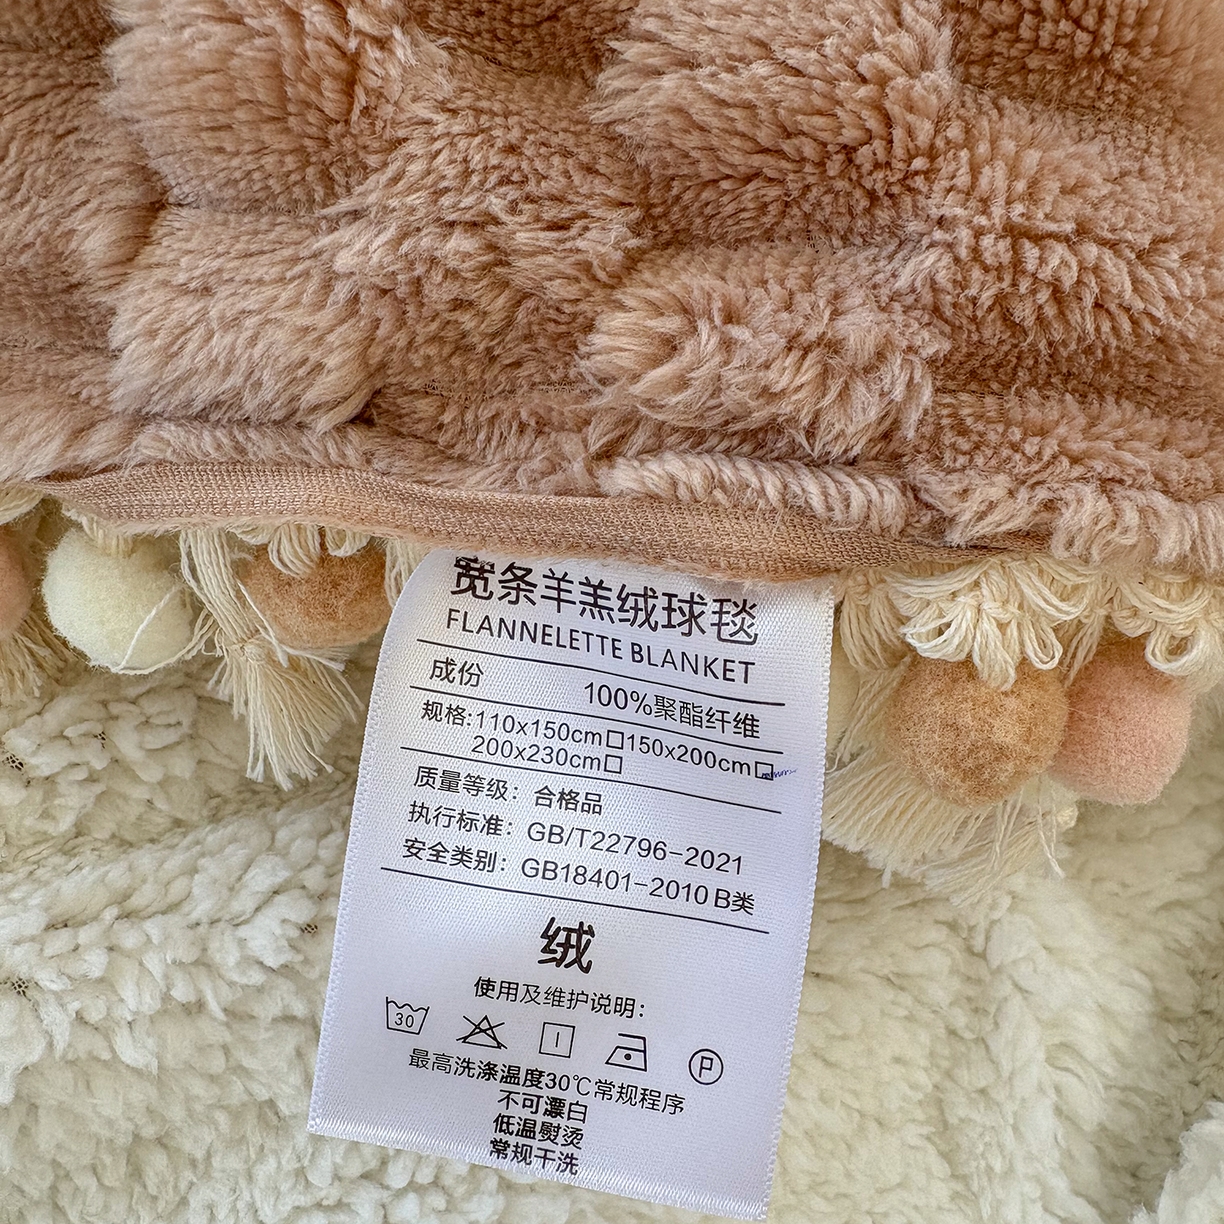 宽条羊羔绒球毯
FLANNELETTE BLANKET
成份 100%聚酯纤维
规格:110x150cm□150x200cm□
200x230cm□
质量等级：合格品
执行标准：GB/T22796-2021
安全类别：GB18401-2010 B类
绒
使用及维护说明：
30 P
最高洗涤温度30℃常规程序
不可漂白
低温熨烫
常规干洗